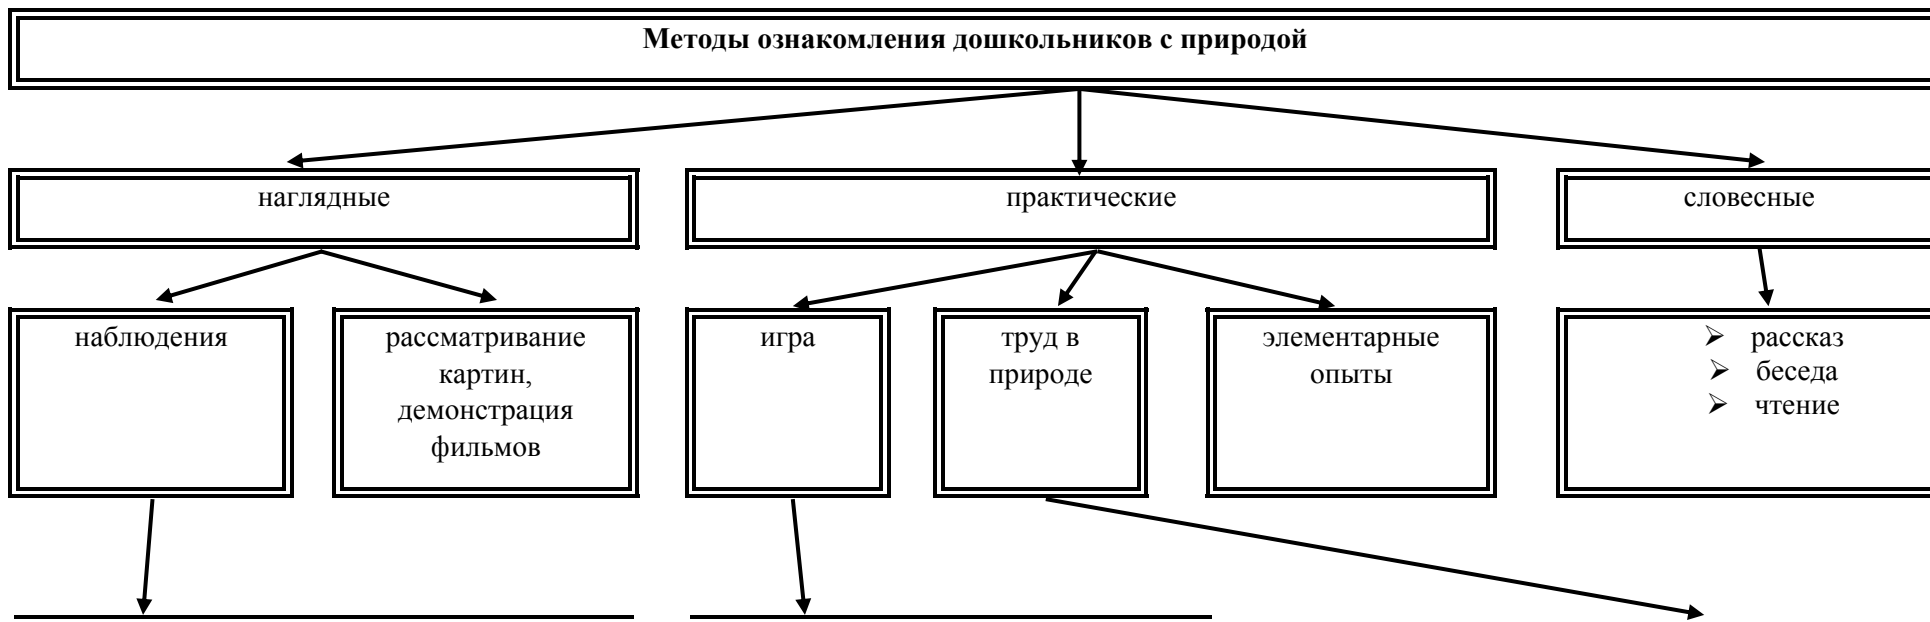 Методы ознакомления дошкольников с природой
наглядные
практические
словесные
наблюдения
рассматривание
картин,
демонстрация
фильмов
игра
труд в
природе
элементарные
опыты
➢ рассказ
➢ беседа
➢ чтение